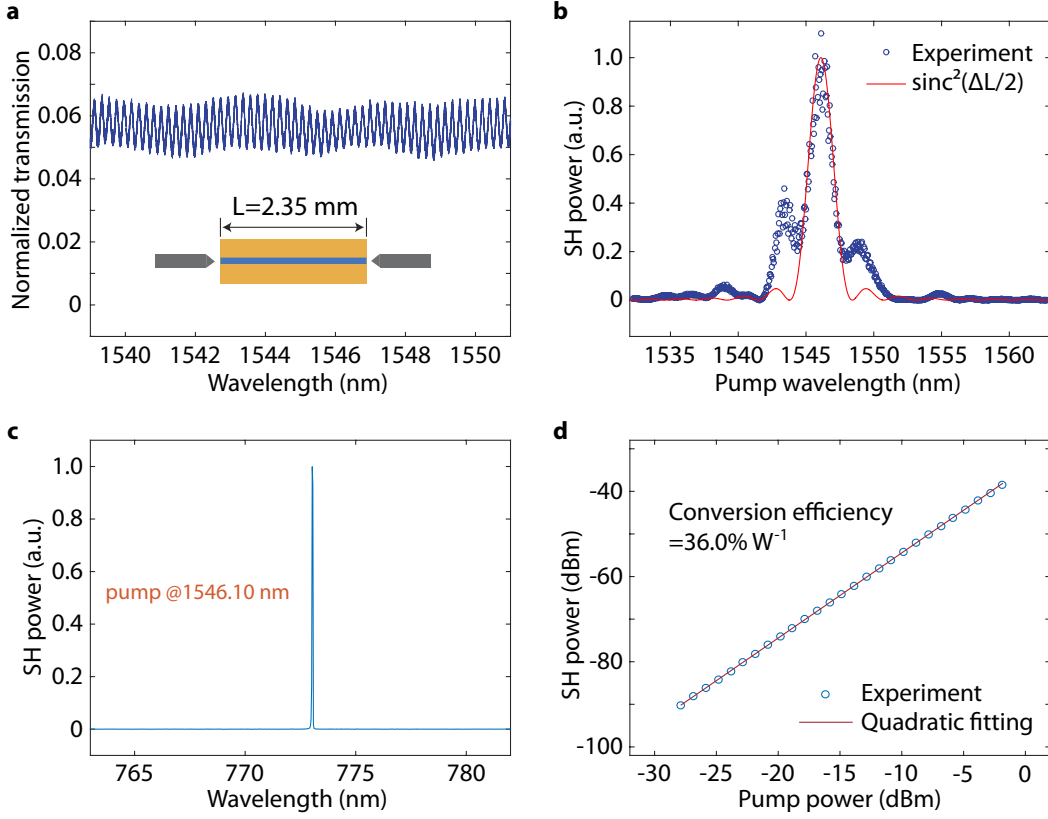 a
0.08
0.06
0.04
0.02
0
Normalized transmission
L=2.35 mm
1540 1542 1544 1546 1548 1550
Wavelength (nm)
b
1.0
0.8
0.6
0.4
0.2
0
SH power (a.u.)
Experiment
sinc²(ΔL/2)
1535 1540 1545 1550 1555 1560
Pump wavelength (nm)
c
1.0
0.8
0.6
0.4
0.2
0
SH power (a.u.)
pump @1546.10 nm
765 770 775 780
Wavelength (nm)
d
-40
-60
-80
-100
SH power (dBm)
Conversion efficiency
=36.0% W⁻¹
Experiment
Quadratic fitting
-30 -25 -20 -15 -10 -5 0
Pump power (dBm)